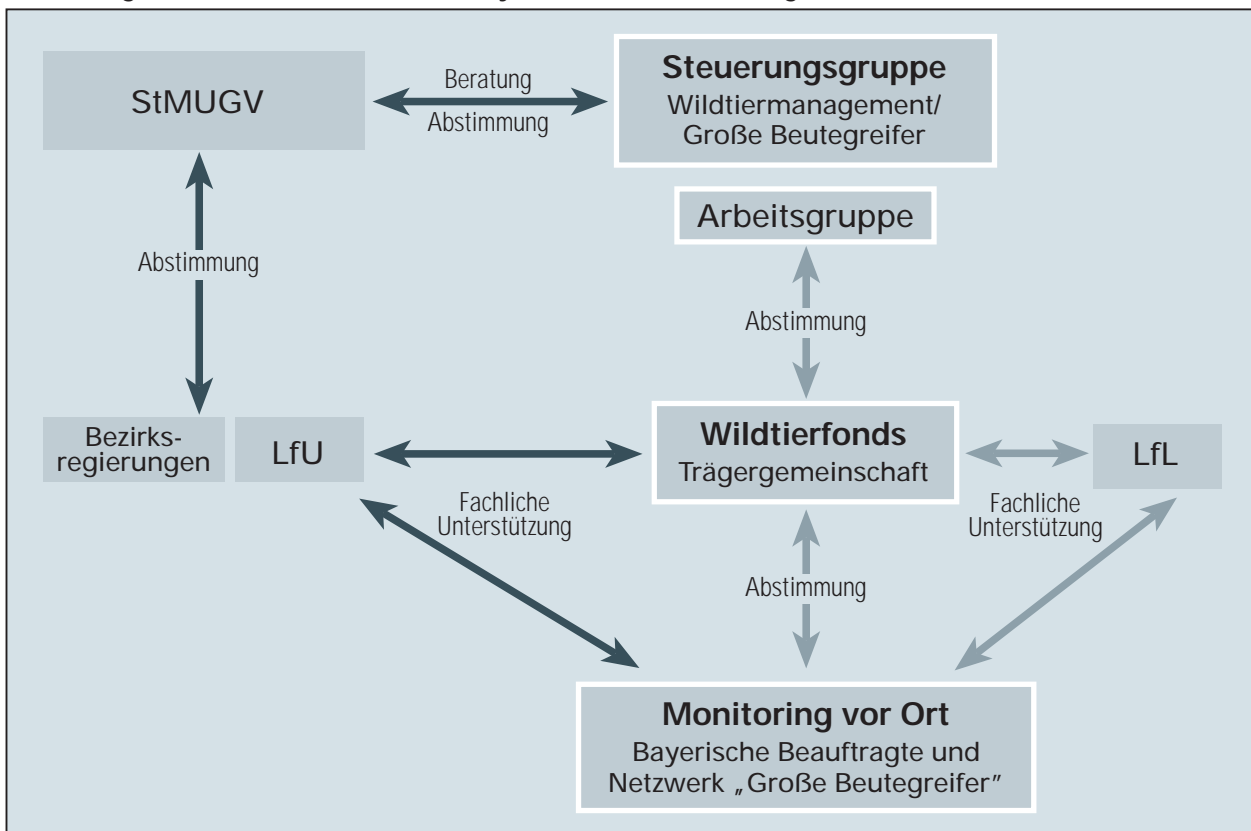 StMUGV
Beratung
Abstimmung
Steuerungsgruppe
Wildtiermanagement/
Große Beutegreifer
Arbeitsgruppe
Abstimmung
Abstimmung
Bezirks-
regierungen
LfU
Wildtierfonds
Trägergemeinschaft
LfL
Fachliche
Unterstützung
Fachliche
Unterstützung
Abstimmung
Monitoring vor Ort
Bayerische Beauftragte und
Netzwerk „Große Beutegreifer"